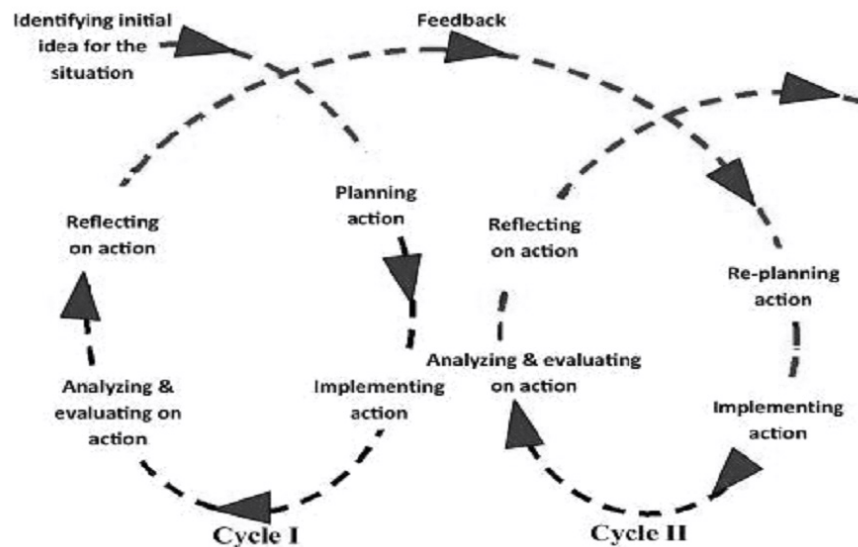 Identifying initial
idea for the
situation
Feedback
Planning
action
Reflecting
on action
Implementing
action
Analyzing &
evaluating on
action
Cycle I
Reflecting
on action
Re-planning
action
Analyzing & evaluating
on action
Implementing
action
Cycle II